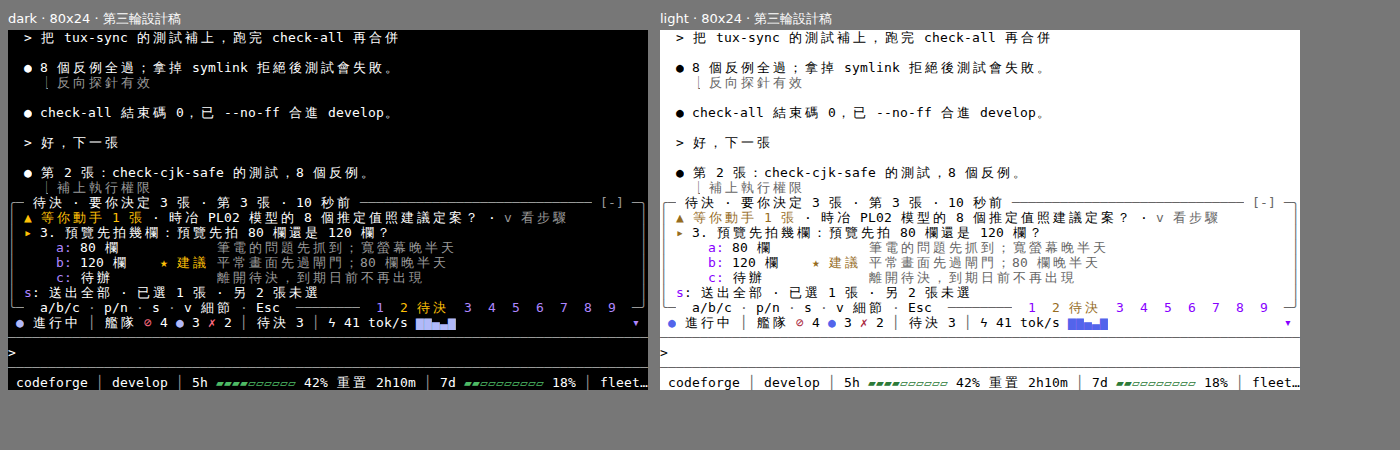 dark · 80x24 · 第三輪設計稿
> 把 tux-sync 的測試補上，跑完 check-all 再合併
● 8 個反例全過；拿掉 symlink 拒絕後測試會失敗。
⎣ 反向探針有效
● check-all 結束碼 0，已 --no-ff 合進 develop。
> 好，下一張
● 第 2 張：check-cjk-safe 的測試，8 個反例。
⎣ 補上執行權限
待決 · 要你決定 3 張 · 第 3 張 · 10 秒前 [-]
▲ 等你動手 1 張 · 時冶 PL02 模型的 8 個推定值照建議定案？ · v 看步驟
▸ 3. 預覽先拍幾欄：預覽先拍 80 欄還是 120 欄？
a: 80 欄 筆電的問題先抓到；寬螢幕晚半天
b: 120 欄 ★ 建議 平常畫面先過閘門；80 欄晚半天
c: 待辦 離開待決，到期日前不再出現
s: 送出全部 · 已選 1 張 · 另 2 張未選
a/b/c · p/n · s · v 細節 · Esc 1 2 待決 3 4 5 6 7 8 9
● 進行中 │ 艦隊 ⊘ 4 ● 3 ✗ 2 │ 待決 3 │ ϟ 41 tok/s ▇▇▅▃▇ ▾
>
codeforge │ develop │ 5h ▰▰▰▰▱▱▱▱▱▱ 42% 重置 2h10m │ 7d ▰▰▱▱▱▱▱▱▱▱ 18% │ fleet…
light · 80x24 · 第三輪設計稿
> 把 tux-sync 的測試補上，跑完 check-all 再合併
● 8 個反例全過；拿掉 symlink 拒絕後測試會失敗。
⎣ 反向探針有效
● check-all 結束碼 0，已 --no-ff 合進 develop。
> 好，下一張
● 第 2 張：check-cjk-safe 的測試，8 個反例。
⎣ 補上執行權限
待決 · 要你決定 3 張 · 第 3 張 · 10 秒前 [-]
▲ 等你動手 1 張 · 時冶 PL02 模型的 8 個推定值照建議定案？ · v 看步驟
▸ 3. 預覽先拍幾欄：預覽先拍 80 欄還是 120 欄？
a: 80 欄 筆電的問題先抓到；寬螢幕晚半天
b: 120 欄 ★ 建議 平常畫面先過閘門；80 欄晚半天
c: 待辦 離開待決，到期日前不再出現
s: 送出全部 · 已選 1 張 · 另 2 張未選
a/b/c · p/n · s · v 細節 · Esc 1 2 待決 3 4 5 6 7 8 9
● 進行中 │ 艦隊 ⊘ 4 ● 3 ✗ 2 │ 待決 3 │ ϟ 41 tok/s ▇▇▅▃▇ ▾
>
codeforge │ develop │ 5h ▰▰▰▰▱▱▱▱▱▱ 42% 重置 2h10m │ 7d ▰▰▱▱▱▱▱▱▱▱ 18% │ fleet…